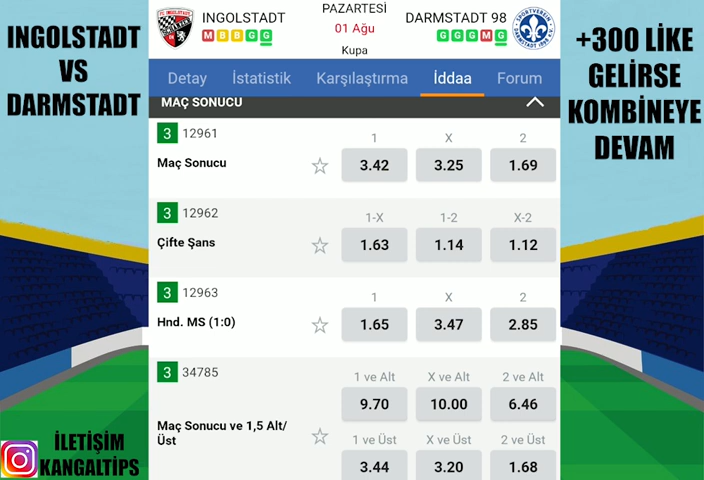 INGOLSTADT
VS
DARMSTADT
INGOLSTADT
M B B G G
PAZARTESİ
01 Ağu
Kupa
DARMSTADT 98
G G G M G
Detay İstatistik Karşılaştırma İddaa Forum
MAÇ SONUCU
3 12961
Maç Sonucu
1 X 2
3.42 3.25 1.69
3 12962
Çifte Şans
1-X 1-2 X-2
1.63 1.14 1.12
3 12963
Hnd. MS (1:0)
1 X 2
1.65 3.47 2.85
3 34785
Maç Sonucu ve 1,5 Alt/
Üst
1 ve Alt X ve Alt 2 ve Alt
9.70 10.00 6.46
1 ve Üst X ve Üst 2 ve Üst
3.44 3.20 1.68
+300 LİKE
GELİRSE
KOMBİNEYE
DEVAM
İLETİŞİM
KANGALTİPS